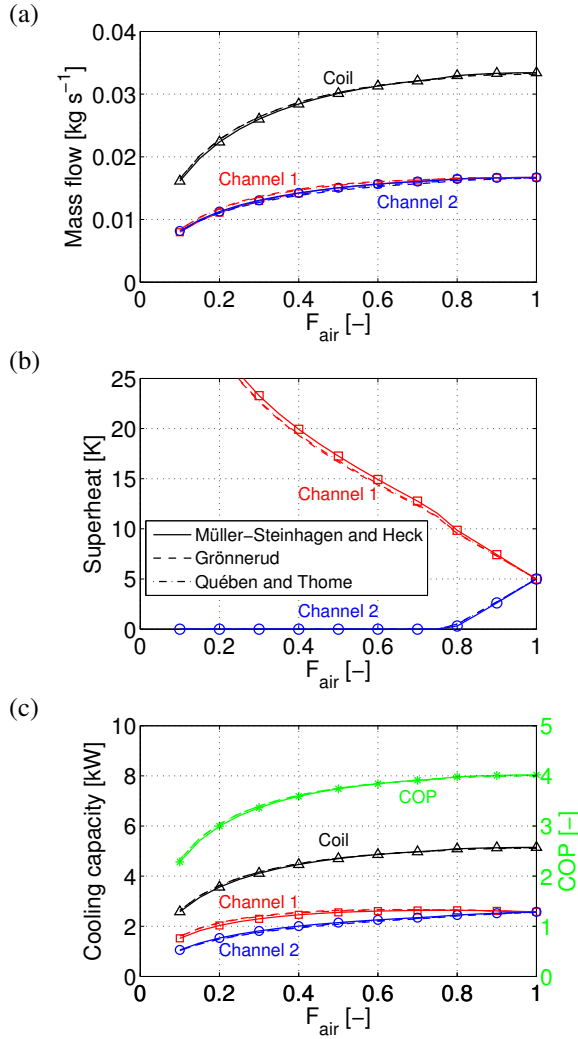 (a)
0.04
0.03
0.02
0.01
0
Mass flow [kg s⁻¹]
Coil
Channel 1
Channel 2
0 0.2 0.4 0.6 0.8 1
F_air [−]
(b)
25
20
15
10
5
0
Superheat [K]
Channel 1
Müller−Steinhagen and Heck
Grönnerud
Quében and Thome
Channel 2
0 0.2 0.4 0.6 0.8 1
F_air [−]
(c)
10
8
6
4
2
0
Cooling capacity [kW]
5
4
3
2
1
0
COP [−]
COP
Coil
Channel 1
Channel 2
0 0.2 0.4 0.6 0.8 1
F_air [−]